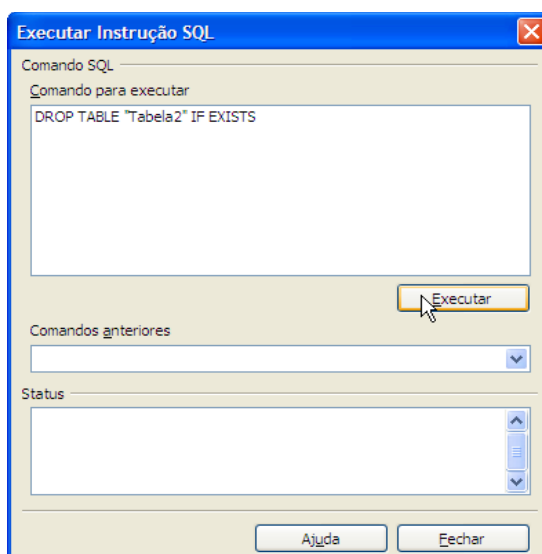 Executar Instrução SQL
Comando SQL
Comando para executar
DROP TABLE "Tabela2" IF EXISTS
Executar
Comandos anteriores
Status
Ajuda
Fechar